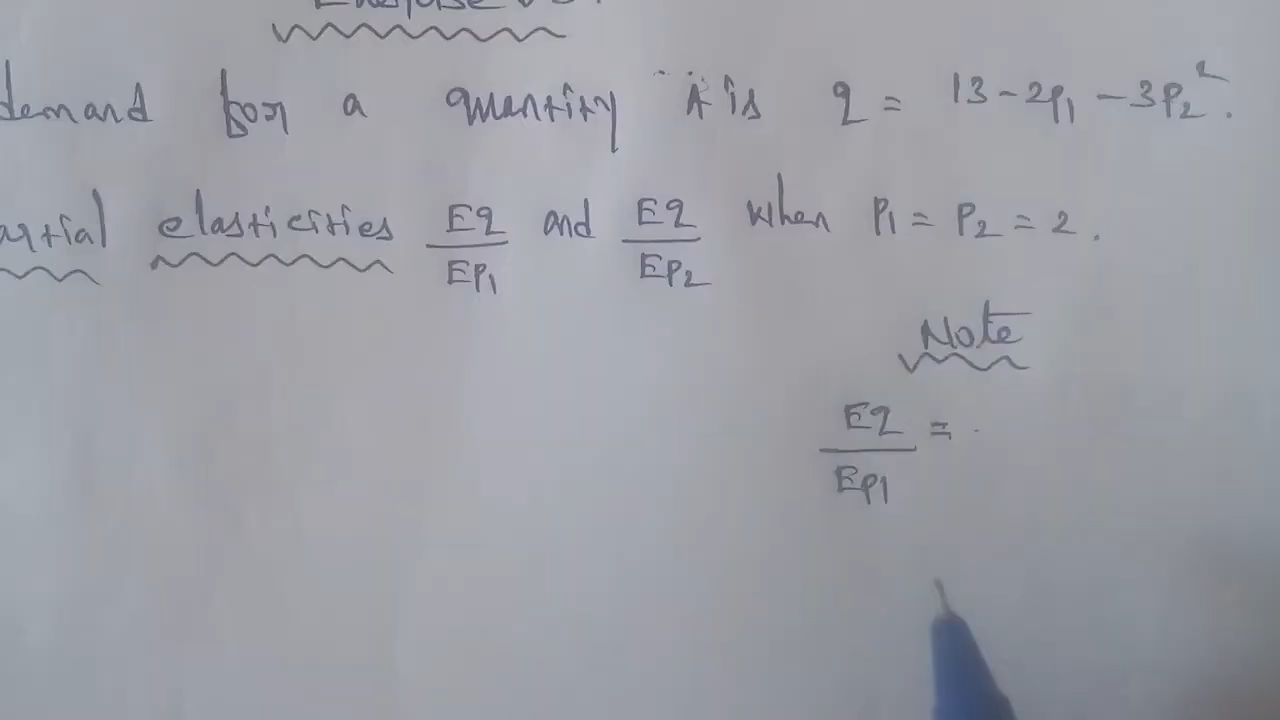 demand for a quantity A is q = 13 - 2p₁ - 3p₂².
elasticities Eq/Ep₁ and Eq/Ep₂ when p₁ = p₂ = 2.
Note
Eq/Ep₁ =